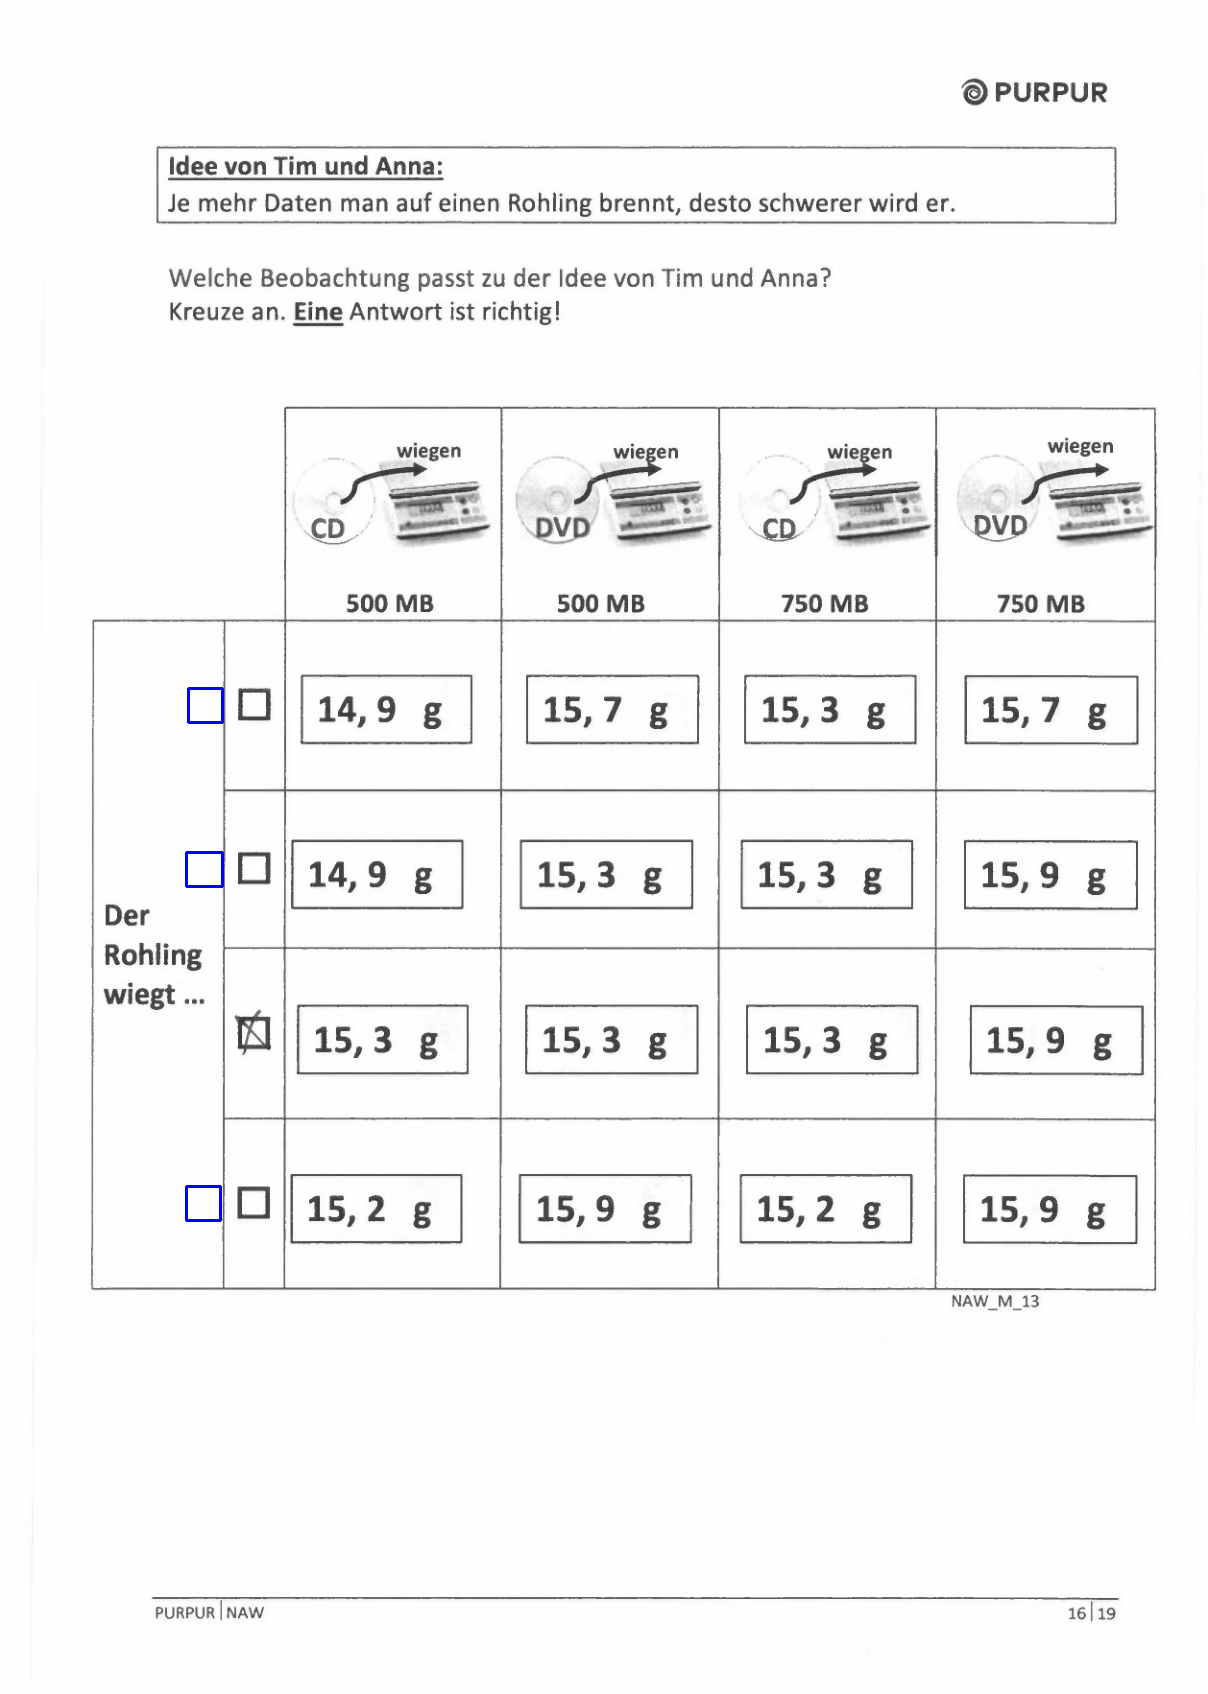 PURPUR
Idee von Tim und Anna:
Je mehr Daten man auf einen Rohling brennt, desto schwerer wird er.
Welche Beobachtung passt zu der Idee von Tim und Anna?
Kreuze an. Eine Antwort ist richtig!
wiegen wiegen wiegen wiegen
CD DVD CD DVD
500 MB 500 MB 750 MB 750 MB
14, 9 g 15, 7 g 15, 3 g 15, 7 g
14, 9 g 15, 3 g 15, 3 g 15, 9 g
Der
Rohling
wiegt ...
15, 3 g 15, 3 g 15, 3 g 15, 9 g
15, 2 g 15, 9 g 15, 2 g 15, 9 g
NAW_M_13
PURPUR | NAW 16 | 19